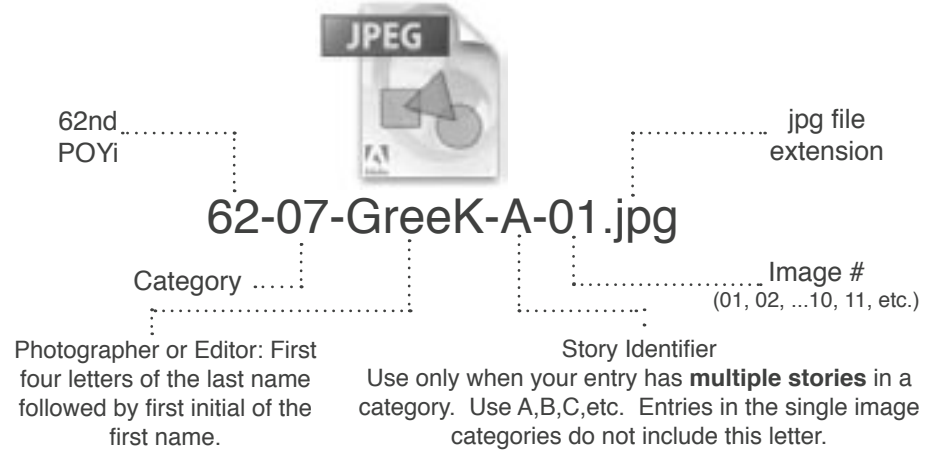 JPEG
Adobe
62nd
POYi
jpg file
extension
62-07-GreeK-A-01.jpg
Category
Image #
(01, 02, ...10, 11, etc.)
Photographer or Editor: First
four letters of the last name
followed by first initial of the
first name.
Story Identifier
Use only when your entry has multiple stories in a
category.  Use A,B,C,etc.  Entries in the single image
categories do not include this letter.